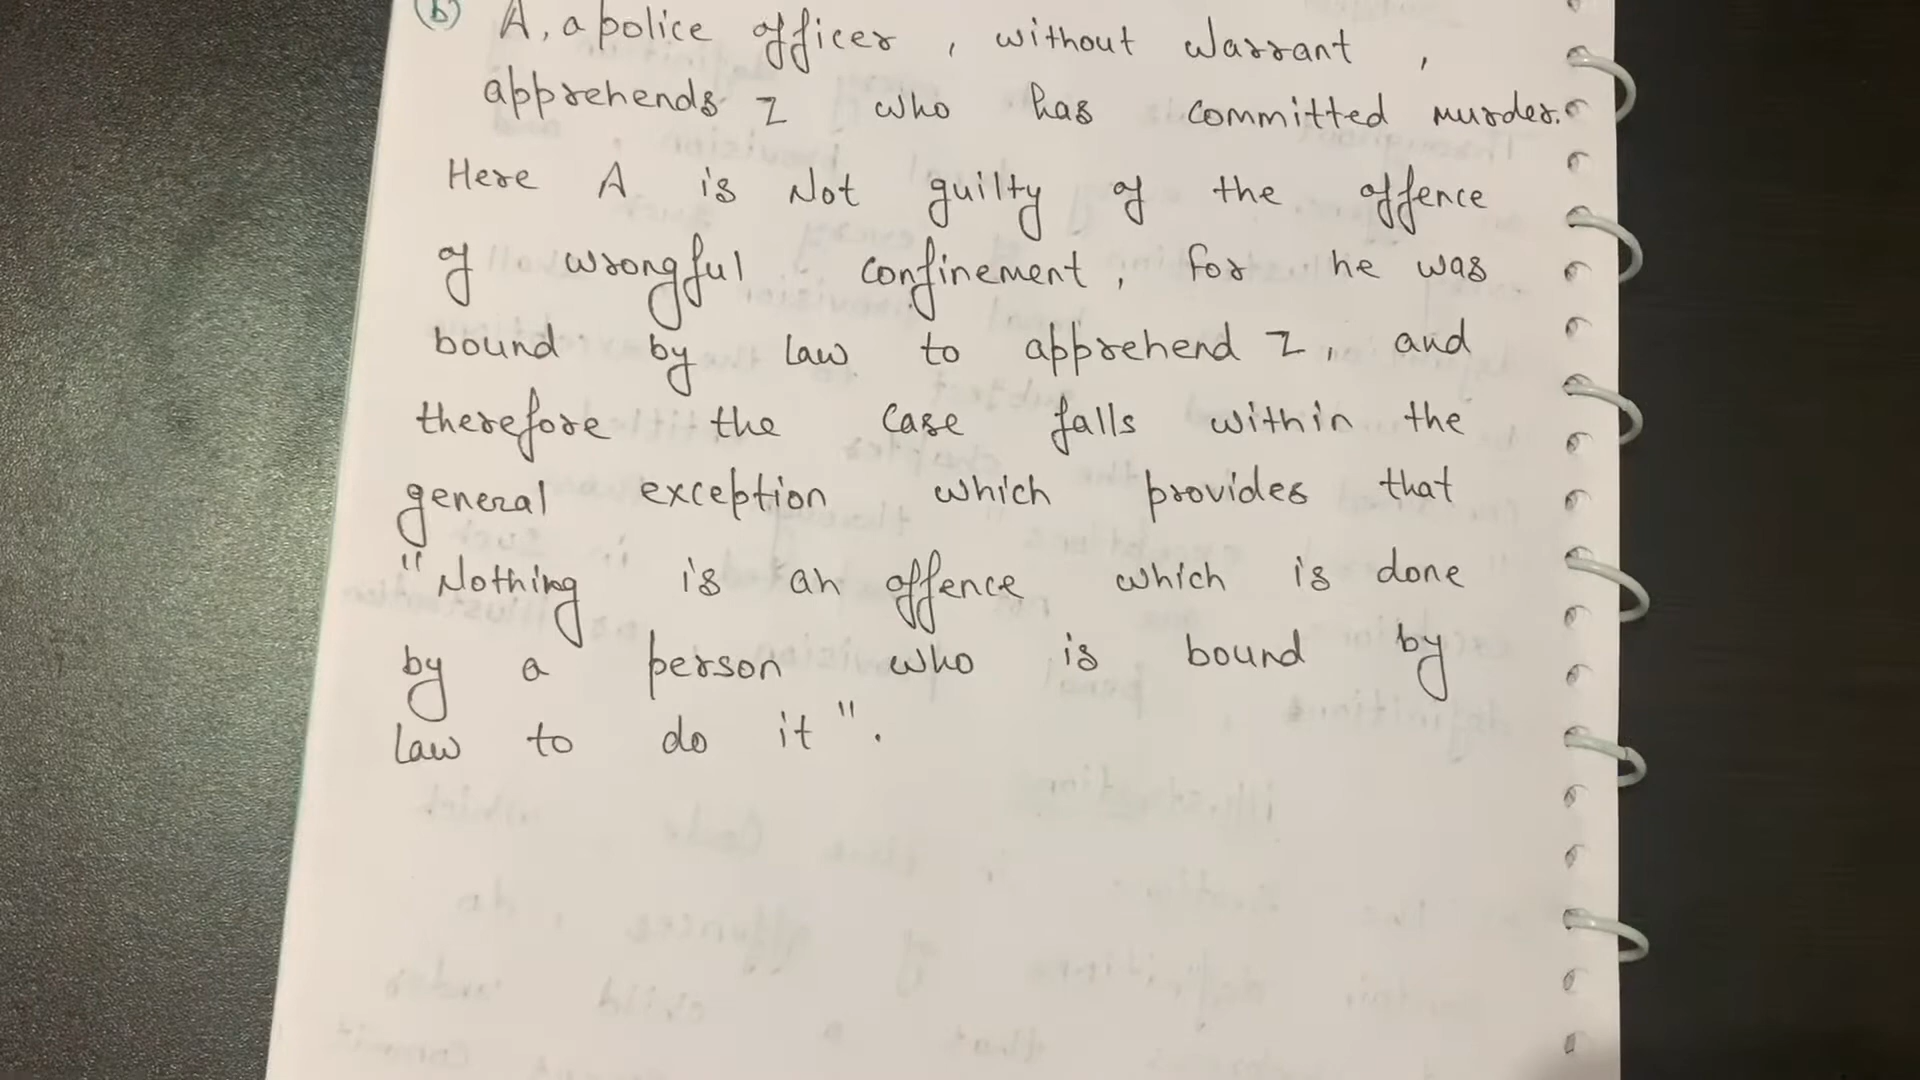 (b) A, a police officer, without warrant,
apprehends Z who has committed murder.
Here A is Not guilty of the offence
of wrongful confinement, for he was
bound by law to apprehend Z, and
therefore the case falls within the
general exception which provides that
"Nothing is an offence which is done
by a person who is bound by
law to do it".